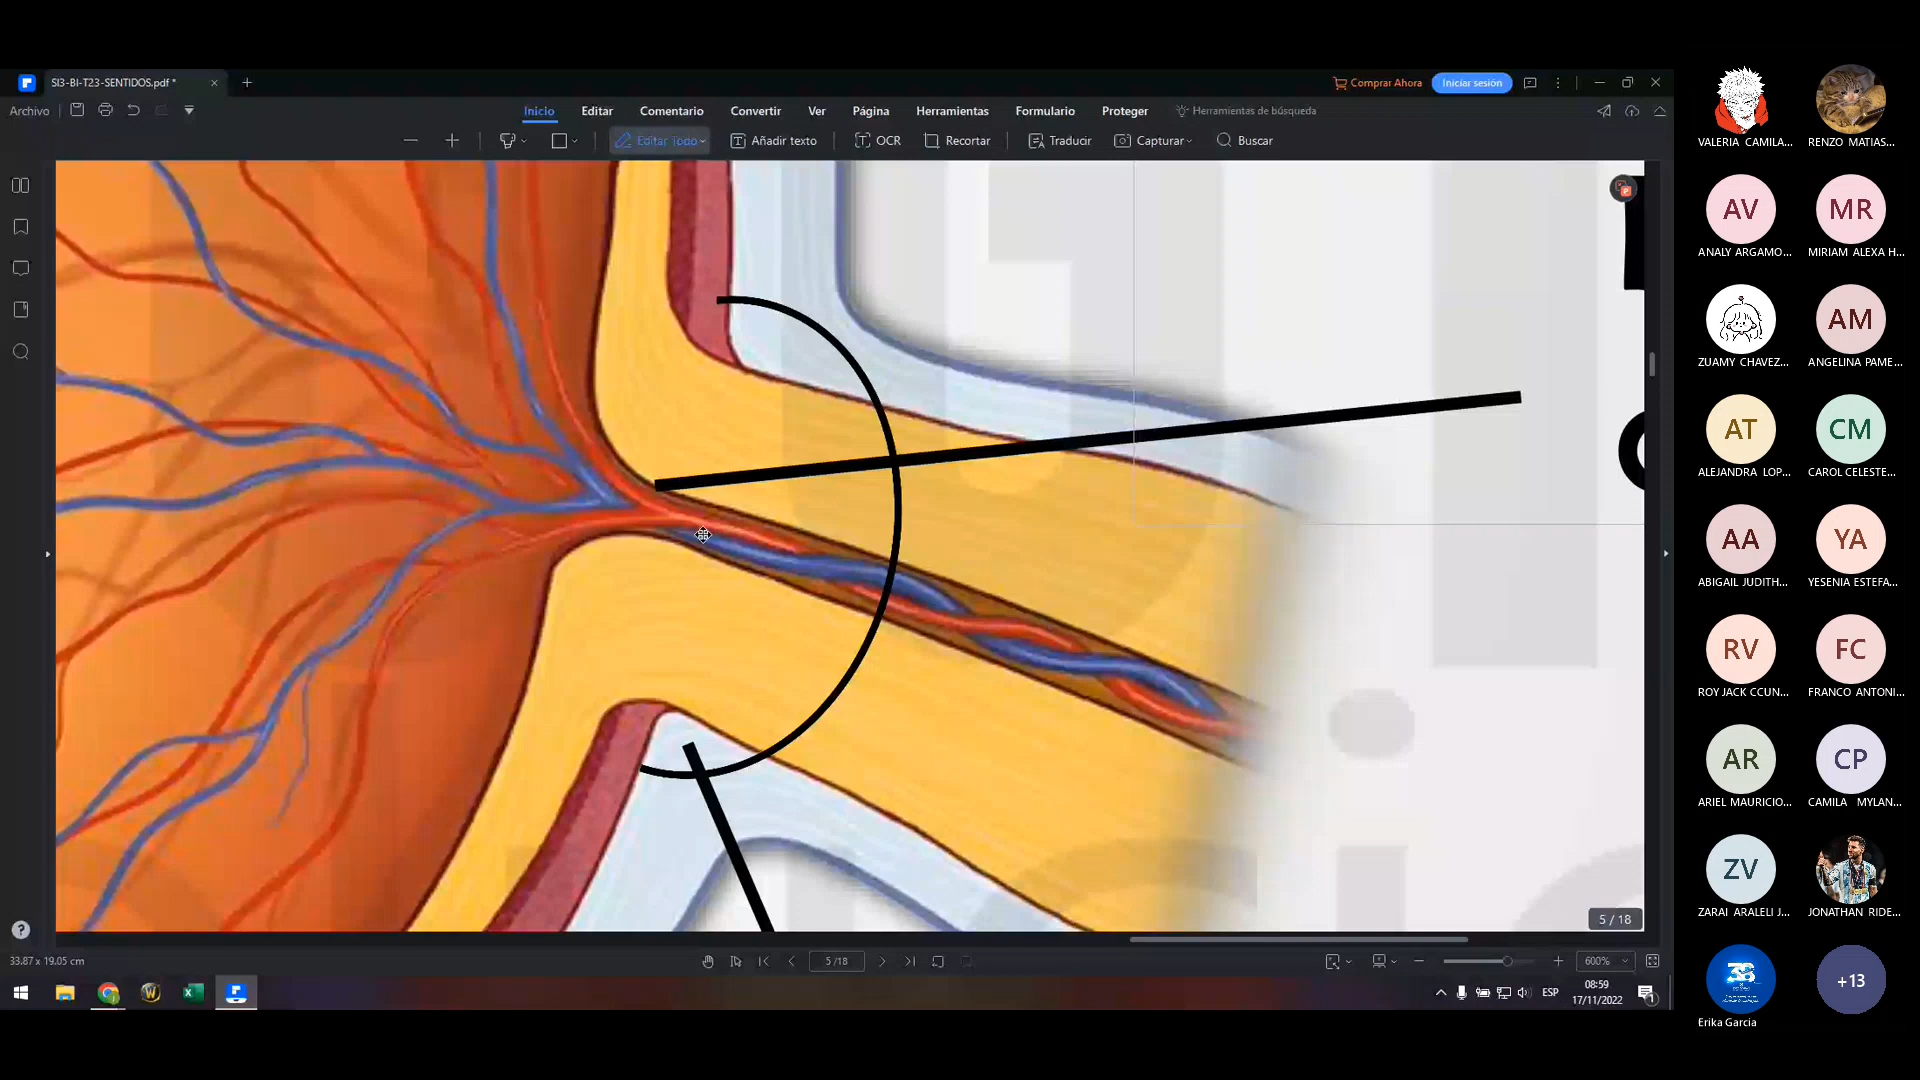 SI3-BI-T23-SENTIDOS.pdf *
Comprar Ahora
Iniciar sesión
Archivo
Inicio
Editar
Comentario
Convertir
Ver
Página
Herramientas
Formulario
Proteger
Herramientas de búsqueda
Editar Todo
Añadir texto
OCR
Recortar
Traducir
Capturar
Buscar
5 / 18
33.87 x 19.05 cm
5 /18
600%
ESP
08:59
17/11/2022
VALERIA CAMILA...
RENZO MATIAS...
AV
ANALY ARGAMO...
MR
MIRIAM ALEXA H...
ZUAMY CHAVEZ...
AM
ANGELINA PAME...
AT
ALEJANDRA LOP...
CM
CAROL CELESTE...
AA
ABIGAIL JUDITH...
YA
YESENIA ESTEFA...
RV
ROY JACK CCUN...
FC
FRANCO ANTONI...
AR
ARIEL MAURICIO...
CP
CAMILA MYLAN...
ZV
ZARAI ARALELI J...
JONATHAN RIDE...
Erika Garcia
+13